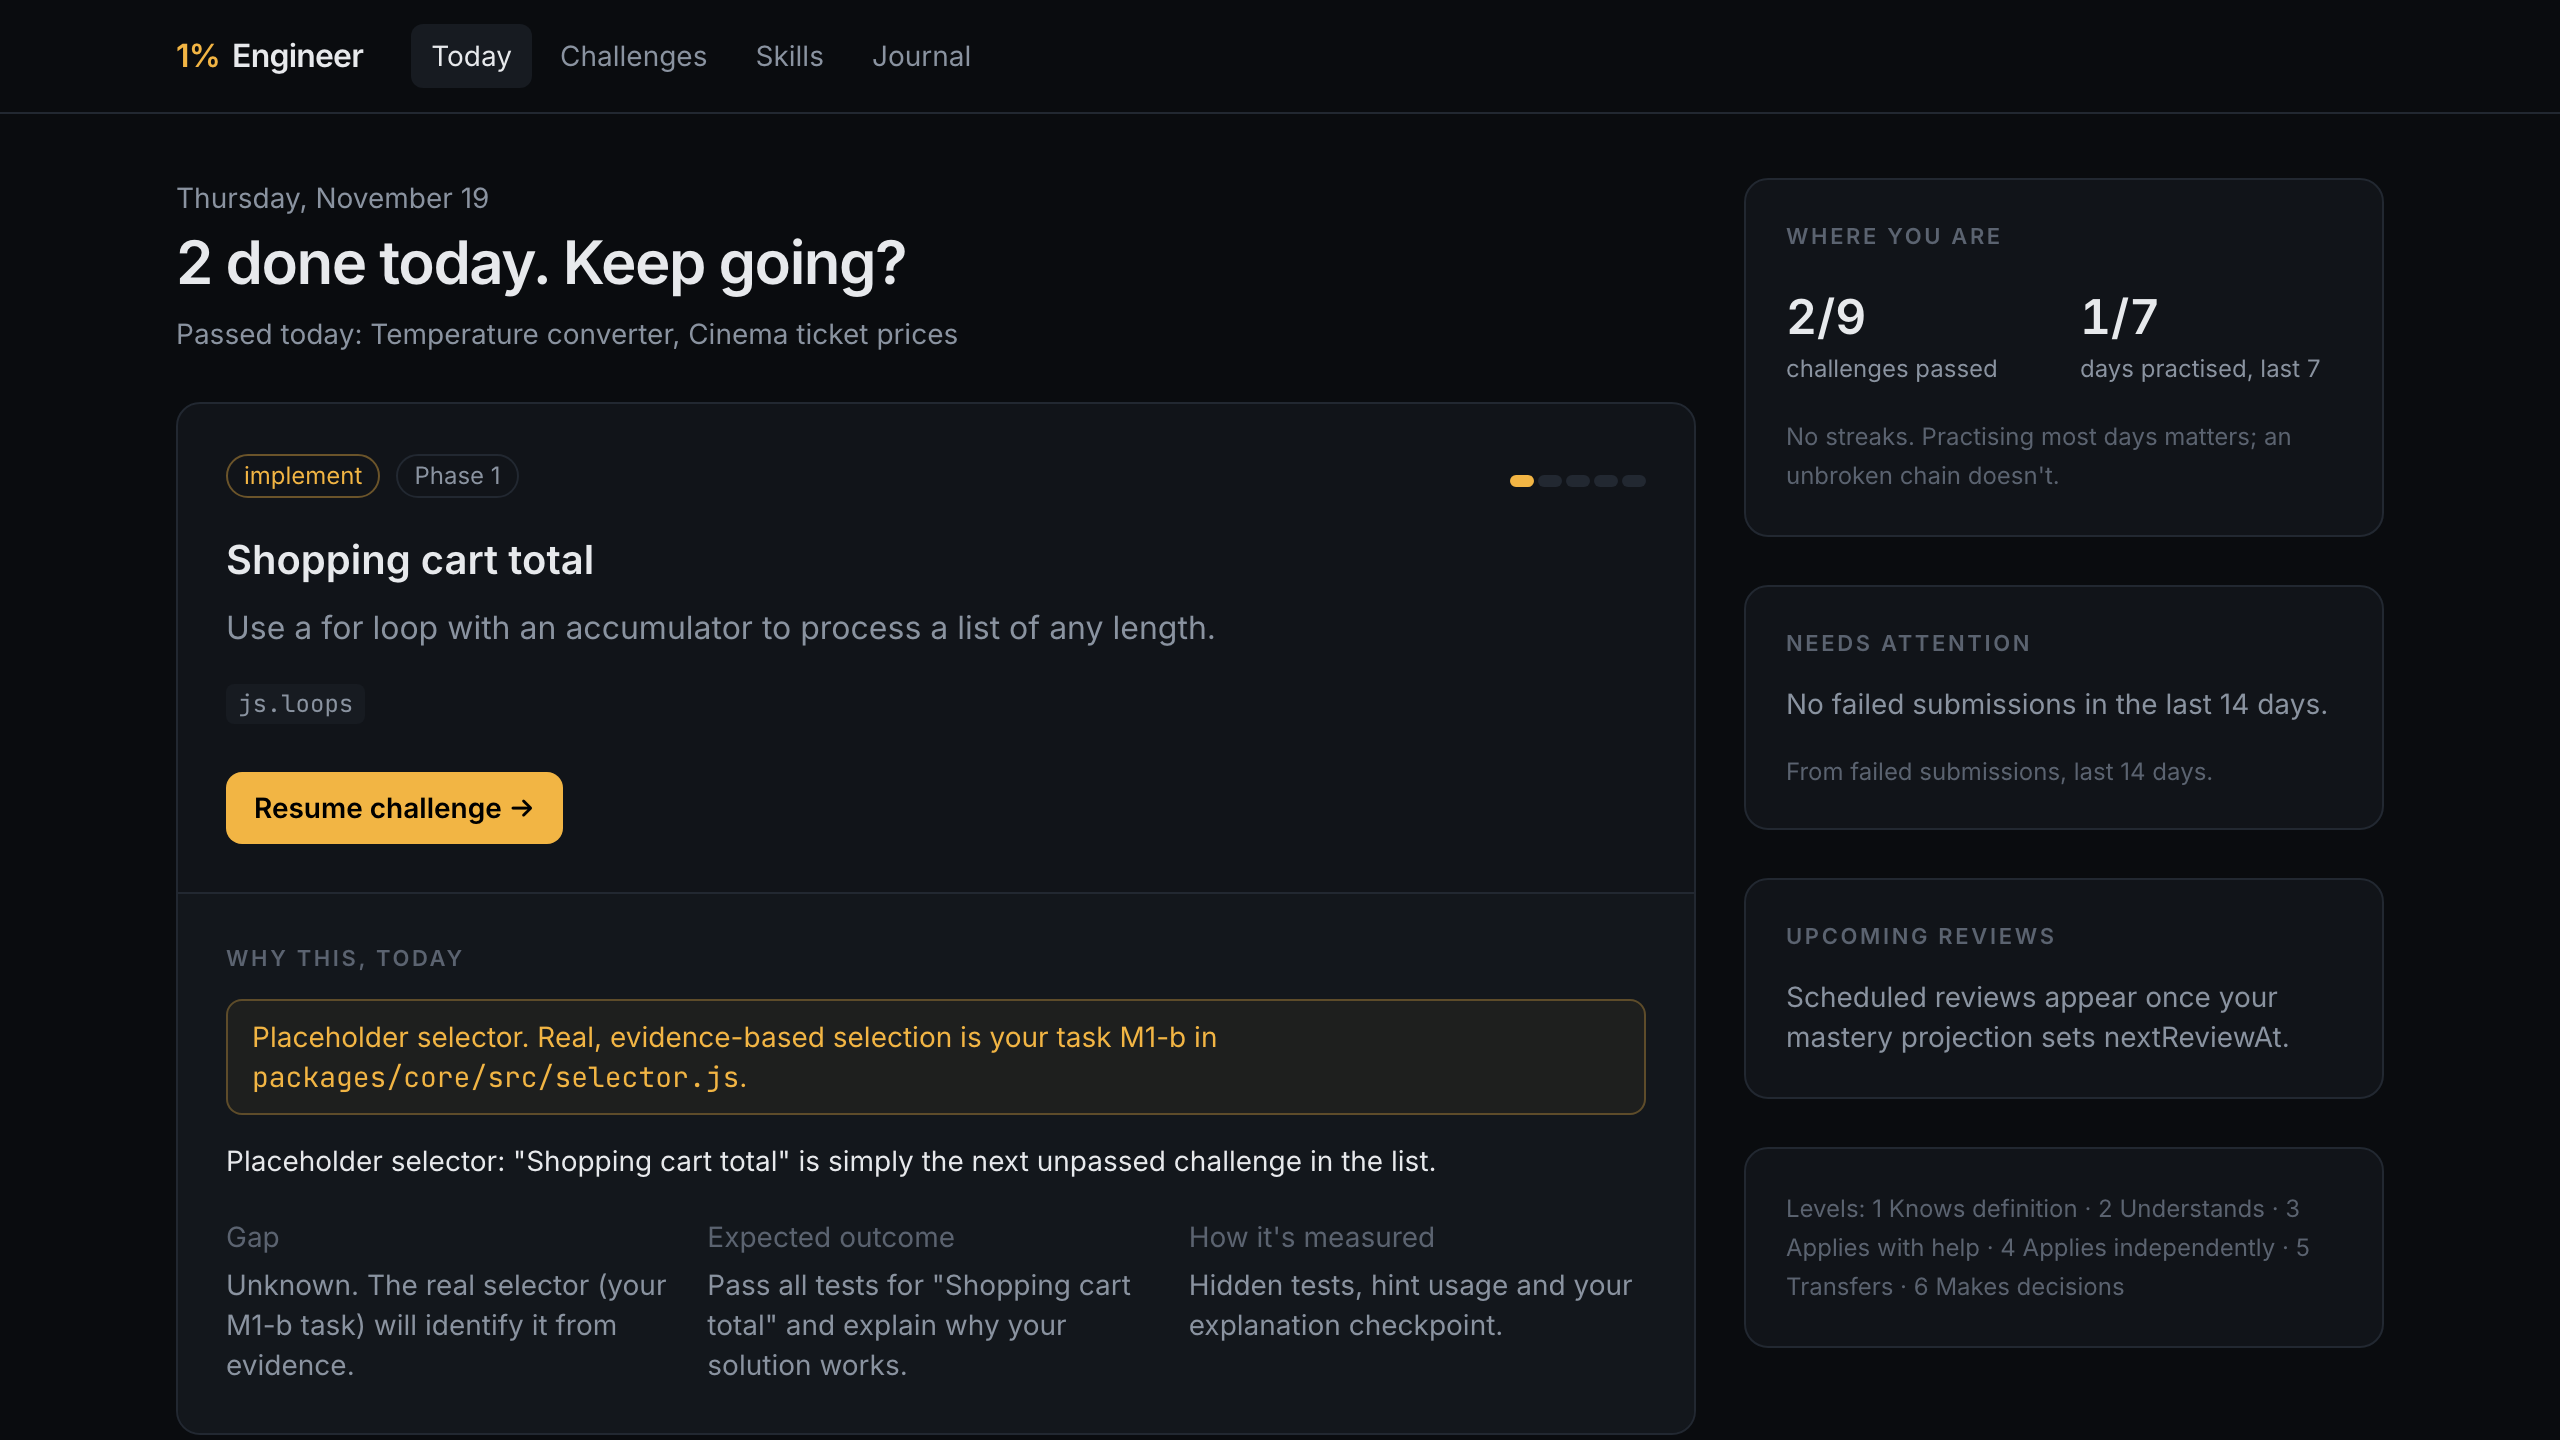 1% Engineer
Today
Challenges
Skills
Journal
Thursday, November 19
2 done today. Keep going?
Passed today: Temperature converter, Cinema ticket prices
implement
Phase 1
Shopping cart total
Use a for loop with an accumulator to process a list of any length.
js.loops
Resume challenge →
WHY THIS, TODAY
Placeholder selector. Real, evidence-based selection is your task M1-b in
packages/core/src/selector.js.
Placeholder selector: "Shopping cart total" is simply the next unpassed challenge in the list.
Gap
Unknown. The real selector (your
M1-b task) will identify it from
evidence.
Expected outcome
Pass all tests for "Shopping cart
total" and explain why your
solution works.
How it's measured
Hidden tests, hint usage and your
explanation checkpoint.
WHERE YOU ARE
2/9
challenges passed
1/7
days practised, last 7
No streaks. Practising most days matters; an
unbroken chain doesn't.
NEEDS ATTENTION
No failed submissions in the last 14 days.
From failed submissions, last 14 days.
UPCOMING REVIEWS
Scheduled reviews appear once your
mastery projection sets nextReviewAt.
Levels: 1 Knows definition · 2 Understands · 3
Applies with help · 4 Applies independently · 5
Transfers · 6 Makes decisions